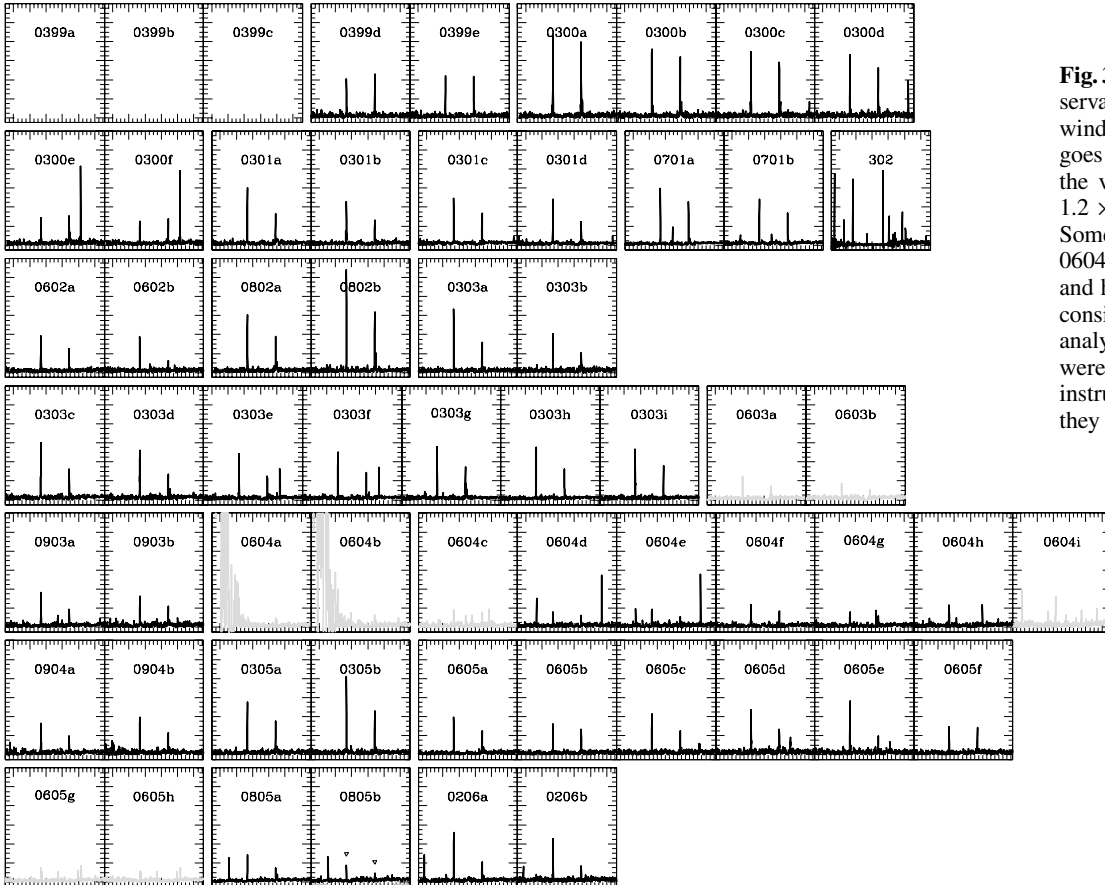 0399a 0399b 0399c 0399d 0399e 0300a 0300b 0300c 0300d
0300e 0300f 0301a 0301b 0301c 0301d 0701a 0701b 302
0602a 0602b 0802a 0802b 0303a 0303b
0303c 0303d 0303e 0303f 0303g 0303h 0303i 0603a 0603b
0903a 0903b 0604a 0604b 0604c 0604d 0604e 0604f 0604g 0604h 0604i
0904a 0904b 0305a 0305b 0605a 0605b 0605c 0605d 0605e 0605f
0605g 0605h 0805a 0805b 0206a 0206b
Fig. 3
serva
wind
goes
the v
1.2 ×
Some
0604
and h
consi
analy
were
instru
they